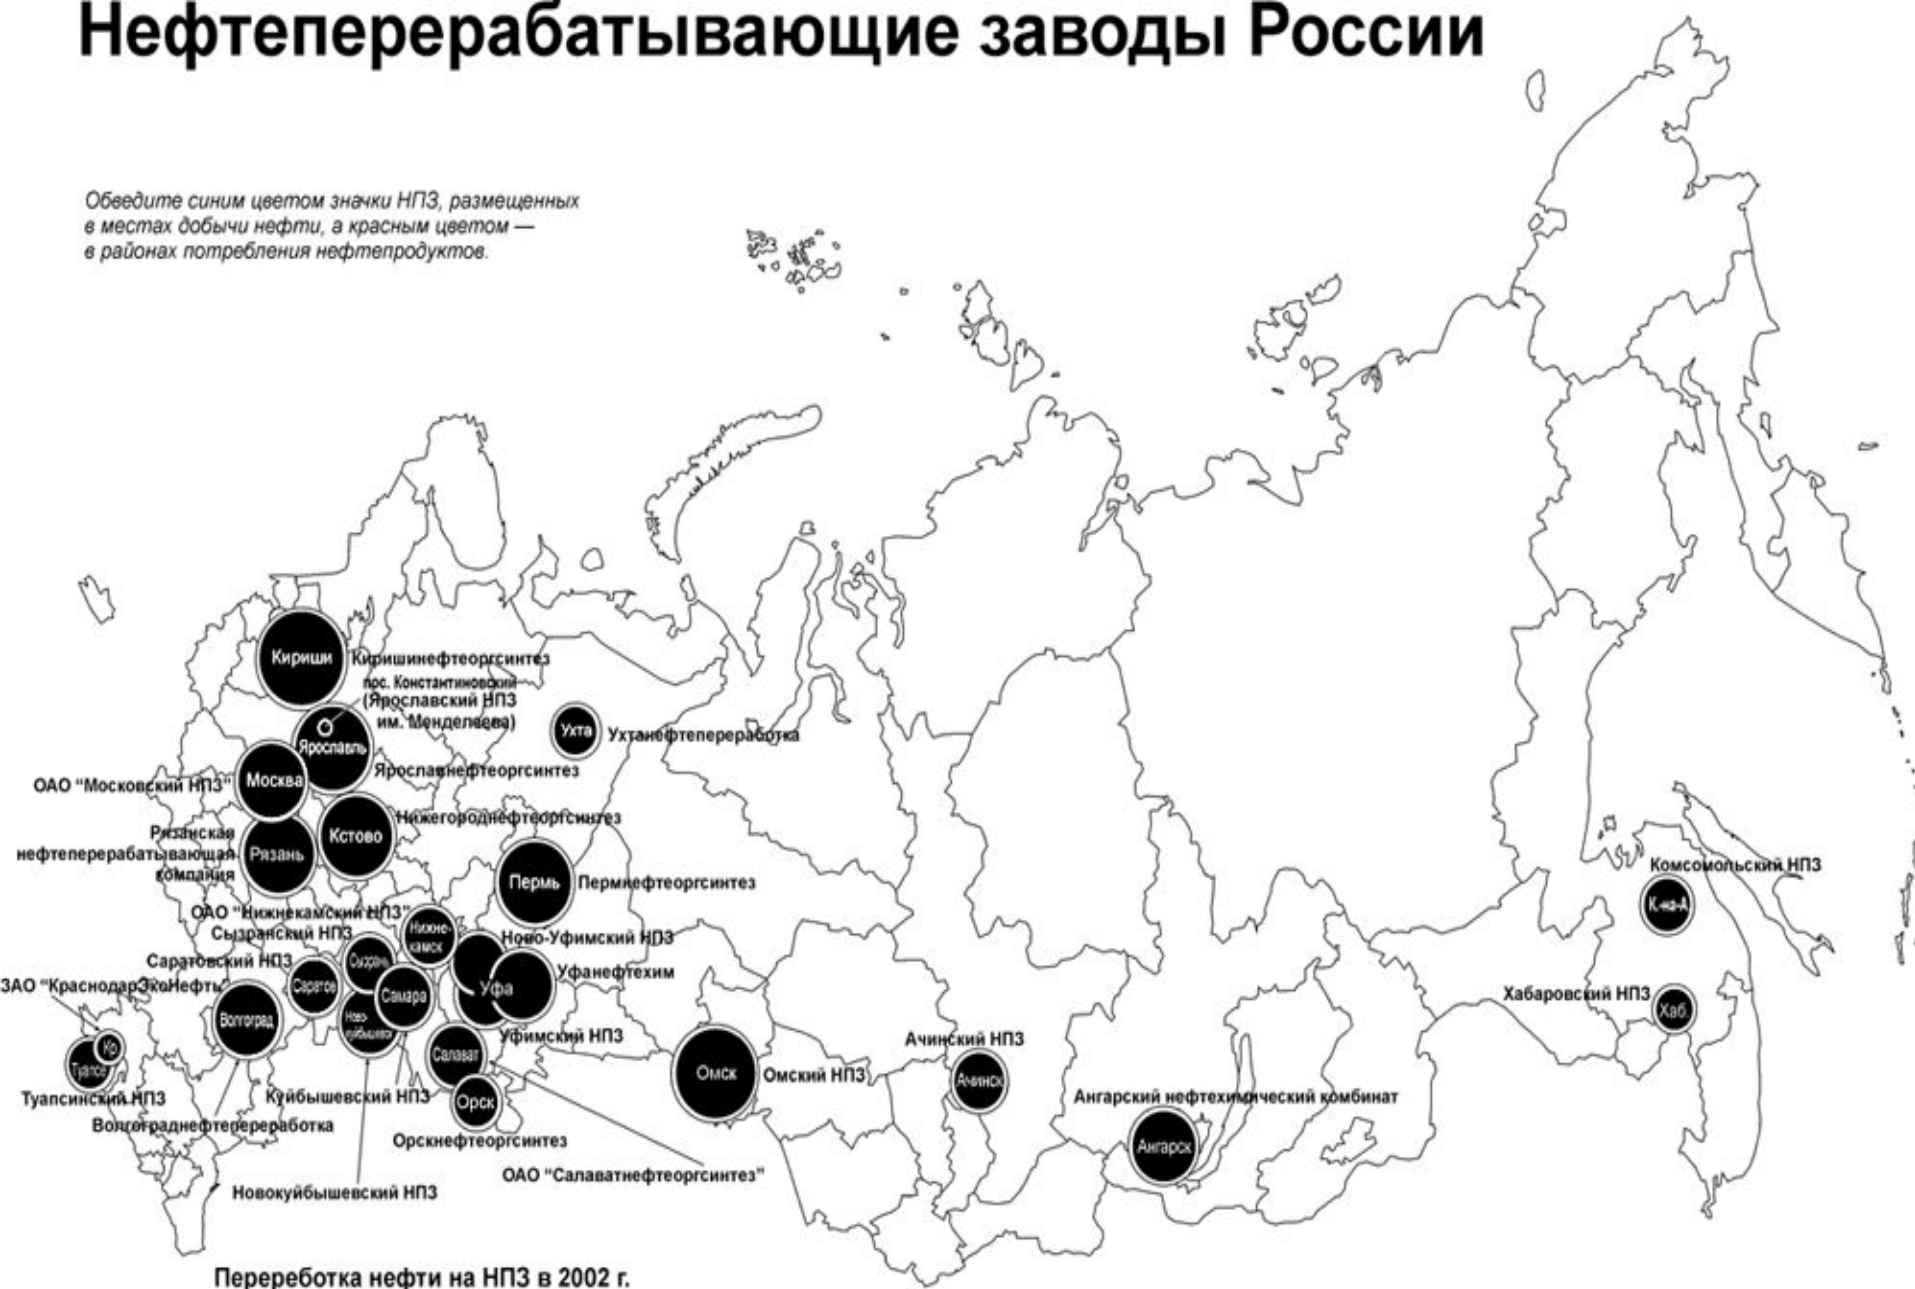 Нефтеперерабатывающие заводы России
Обведите синим цветом значки НПЗ, размещенных
в местах добычи нефти, а красным цветом —
в районах потребления нефтепродуктов.
Кириши
Киришинефтеоргсинтез
пос. Константиновский
(Ярославский НПЗ
им. Менделеева)
Ярославль
Ярославнефтеоргсинтез
Ухта
Ухтанефтепереработка
ОАО "Московский НПЗ"
Москва
Рязанская
нефтеперерабатывающая
компания
Рязань
Кстово
Нижегороднефтеоргсинтез
Пермь
Пермнефтеоргсинтез
ОАО "Нижнекамский НПЗ"
Нижне-
камск
Сызранский НПЗ
Сызрань
Саратовский НПЗ
Саратов
Ново-Уфимский НПЗ
Уфанефтехим
Уфа
Уфимский НПЗ
ЗАО "КраснодарЭкоНефть"
Кр
Туапсе
Туапсинский НПЗ
Волгоград
Волгограднефтепереработка
Ново-
куйбышевск
Самара
Куйбышевский НПЗ
Новокуйбышевский НПЗ
Салават
ОАО "Салаватнефтеоргсинтез"
Орск
Орскнефтеоргсинтез
Омск
Омский НПЗ
Ачинский НПЗ
Ачинск
Ангарский нефтехимический комбинат
Ангарск
Комсомольский НПЗ
К.-на-А
Хабаровский НПЗ
Хаб.
Перереботка нефти на НПЗ в 2002 г.